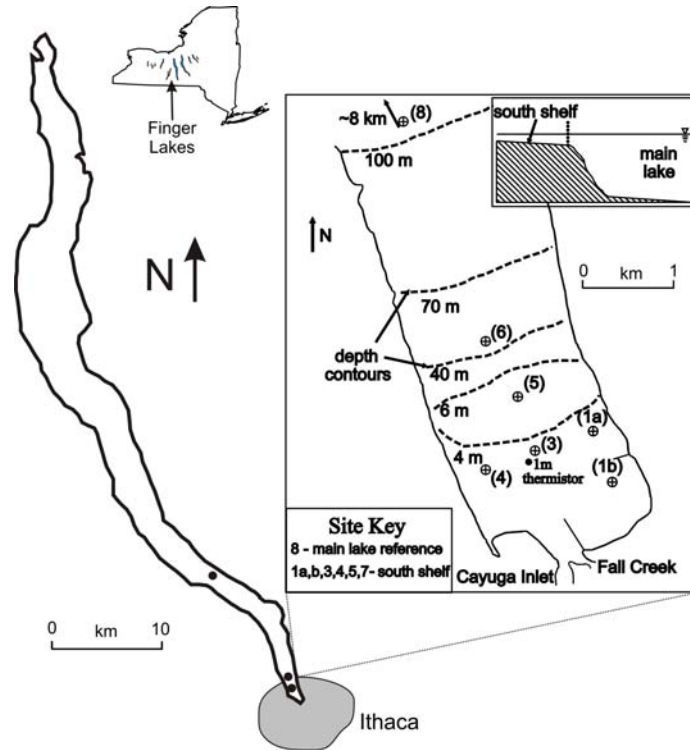 Finger
Lakes
N
0 km 10
Ithaca
~8 km
(8)
100 m
south shelf
main
lake
N
0 km 1
70 m
(6)
depth
contours
40 m
(5)
6 m
(1a)
(3)
4 m
1m
thermistor
(4)
(1b)
Site Key
8 - main lake reference
1a,b,3,4,5,7- south shelf
Cayuga Inlet
Fall Creek